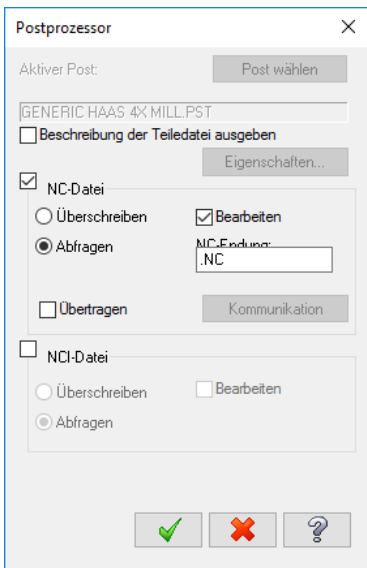 Postprozessor
Aktiver Post: Post wählen
GENERIC HAAS 4X MILL.PST
Beschreibung der Teiledatei ausgeben
Eigenschaften...
NC-Datei
Überschreiben Bearbeiten
Abfragen NC-Endung:
.NC
Übertragen Kommunikation
NCI-Datei
Überschreiben Bearbeiten
Abfragen